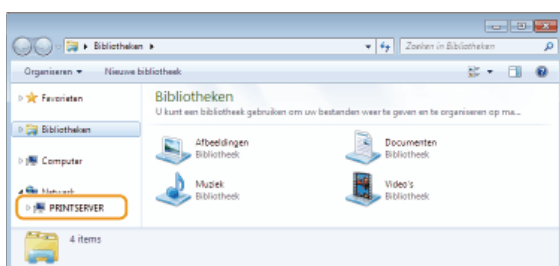 Bibliotheken
Zoeken in Bibliotheken
Organiseren
Nieuwe bibliotheek
Favorieten
Bibliotheken
Computer
Netwerk
PRINTSERVER
Bibliotheken
U kunt een bibliotheek gebruiken om uw bestanden weer te geven en te organiseren op ma...
Afbeeldingen
Bibliotheek
Documenten
Bibliotheek
Muziek
Bibliotheek
Video's
Bibliotheek
4 items